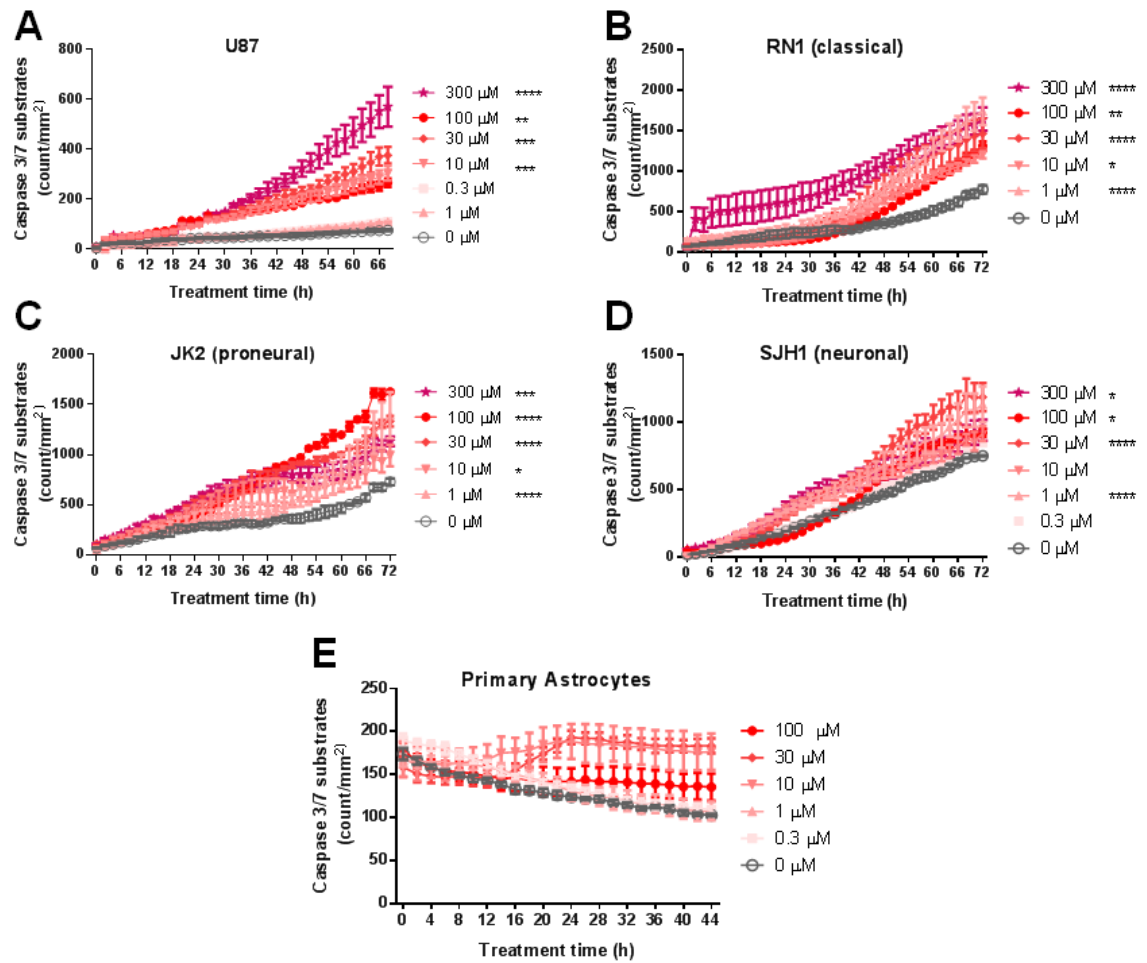 A
U87
Caspase 3/7 substrates
(count/mm²)
800
600
400
200
0
0 6 12 18 24 30 36 42 48 54 60 66
Treatment time (h)
300 µM ****
100 µM **
30 µM ***
10 µM ***
0.3 µM
1 µM
0 µM
B
RN1 (classical)
Caspase 3/7 substrates
(count/mm²)
2500
2000
1500
1000
500
0
0 6 12 18 24 30 36 42 48 54 60 66 72
Treatment time (h)
300 µM ****
100 µM **
30 µM ****
10 µM *
1 µM ****
0 µM
C
JK2 (proneural)
Caspase 3/7 substrates
(count/mm²)
2000
1500
1000
500
0
0 6 12 18 24 30 36 42 48 54 60 66 72
Treatment time (h)
300 µM ***
100 µM ****
30 µM ****
10 µM *
1 µM ****
0 µM
D
SJH1 (neuronal)
Caspase 3/7 substrates
(count/mm²)
1500
1000
500
0
0 6 12 18 24 30 36 42 48 54 60 66 72
Treatment time (h)
300 µM *
100 µM *
30 µM ****
10 µM
1 µM ****
0.3 µM
0 µM
E
Primary Astrocytes
Caspase 3/7 substrates
(count/mm²)
250
200
150
100
50
0
0 4 8 12 16 20 24 28 32 36 40 44
Treatment time (h)
100 µM
30 µM
10 µM
1 µM
0.3 µM
0 µM